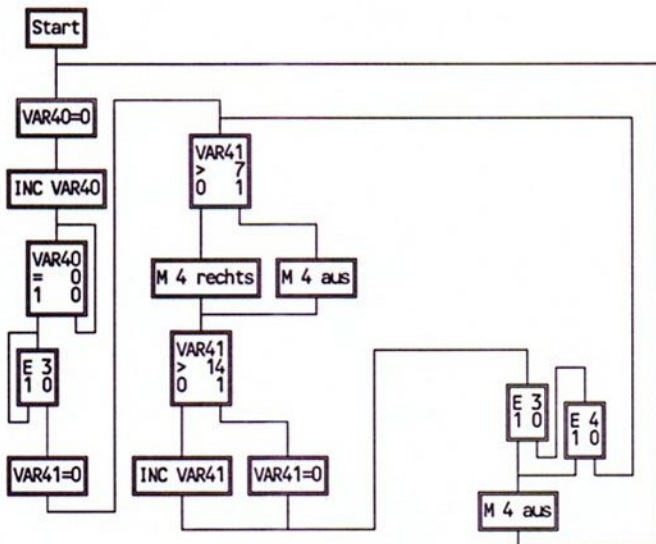 Start
VAR40=0
INC VAR40
VAR40
= 0
1 0
E 3
1 0
VAR41=0
VAR41
> 7
0 1
M 4 rechts
M 4 aus
VAR41
> 14
0 1
INC VAR41
VAR41=0
E 3
1 0
E 4
1 0
M 4 aus